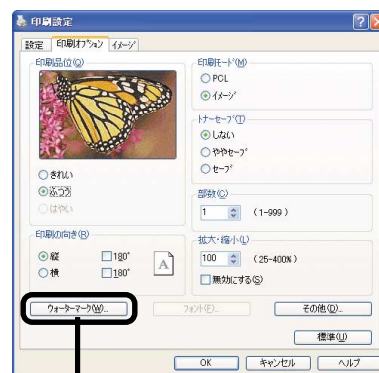 印刷設定
設定 印刷オプション イメージ
印刷品位(Q)
きれい
ふつう
はやい
印刷の向き(R)
縦 180°
横 180°
A
ウォーターマーク(W)...
印刷モード(M)
PCL
イメージ
トナーセーブ(T)
しない
ややセーブ
セーブ
部数(C)
1 (1-999)
拡大・縮小(L)
100 (25-400%)
無効にする(S)
フォント(F)... その他(D)...
標準(U)
OK キャンセル ヘルプ